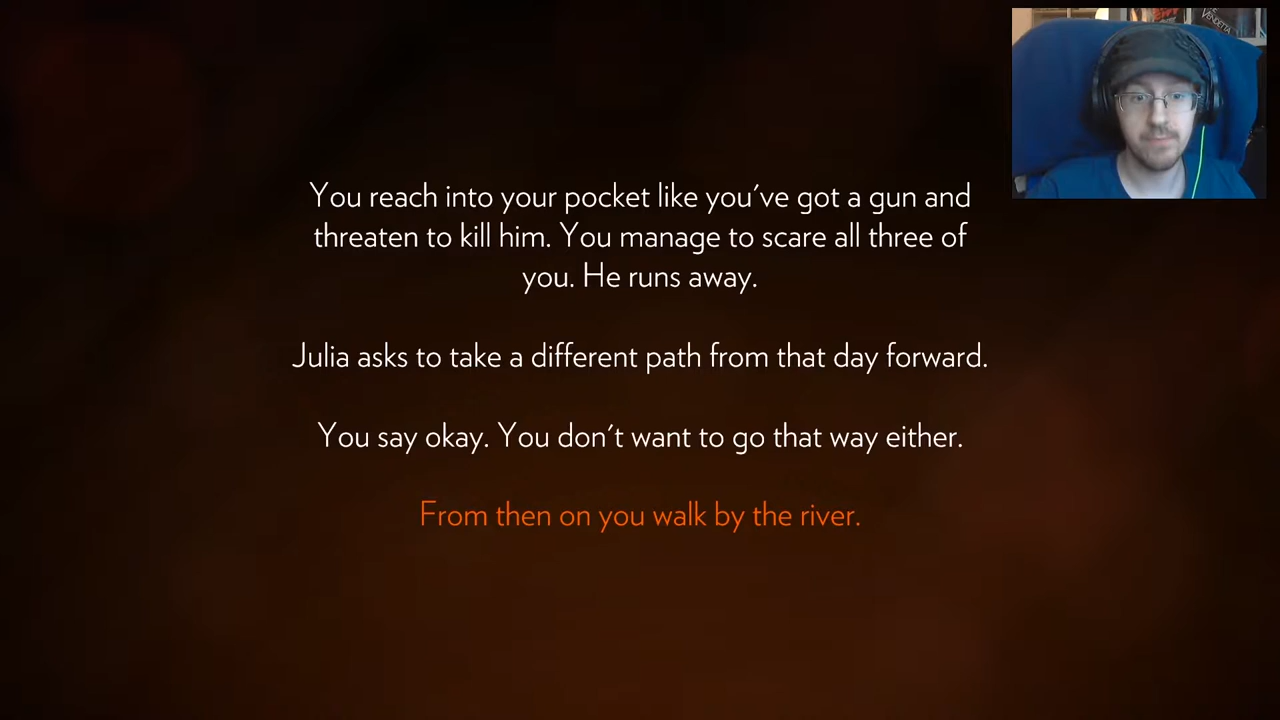 VENDETTA
You reach into your pocket like you've got a gun and
threaten to kill him. You manage to scare all three of
you. He runs away.
Julia asks to take a different path from that day forward.
You say okay. You don't want to go that way either.
From then on you walk by the river.